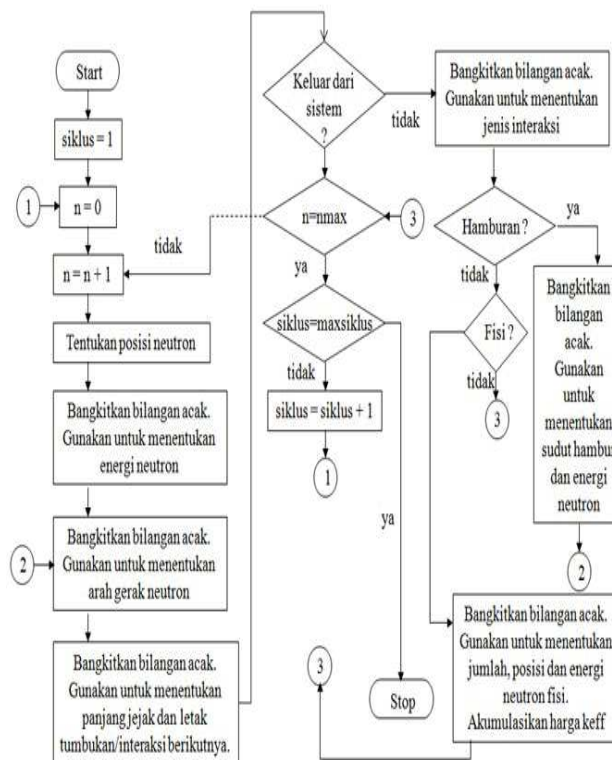 Start
siklus = 1
1
n = 0
n = n + 1
Tentukan posisi neutron
Bangkitkan bilangan acak.
Gunakan untuk menentukan
energi neutron
2
Bangkitkan bilangan acak.
Gunakan untuk menentukan
arah gerak neutron
Bangkitkan bilangan acak.
Gunakan untuk menentukan
panjang jejak dan letak
tumbukan/interaksi berikutnya.
Keluar dari
sistem
?
tidak
n=nmax
3
tidak
ya
siklus=maxsiklus
tidak
siklus = siklus + 1
1
ya
Stop
Bangkitkan bilangan acak.
Gunakan untuk menentukan
jenis interaksi
Hamburan ?
ya
tidak
Fisi ?
tidak
3
Bangkitkan
bilangan
acak.
Gunakan
untuk
menentukan
sudut hambur
dan energi
neutron
2
Bangkitkan bilangan acak.
Gunakan untuk menentukan
jumlah, posisi dan energi
neutron fisi.
Akumulasikan harga keff
3